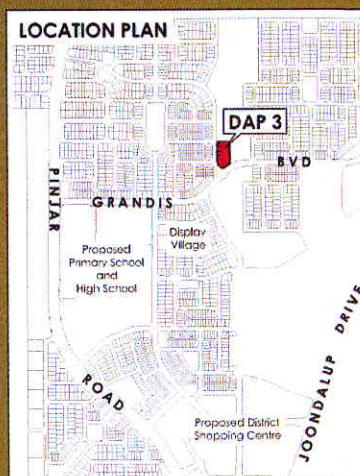 LOCATION PLAN
DAP 3
BVD
PINJAR
GRANDIS
Display
Village
Proposed
Primary School
and
High School
ROAD
JOONDALUP DRIVE
Proposed District
Shopping Centre